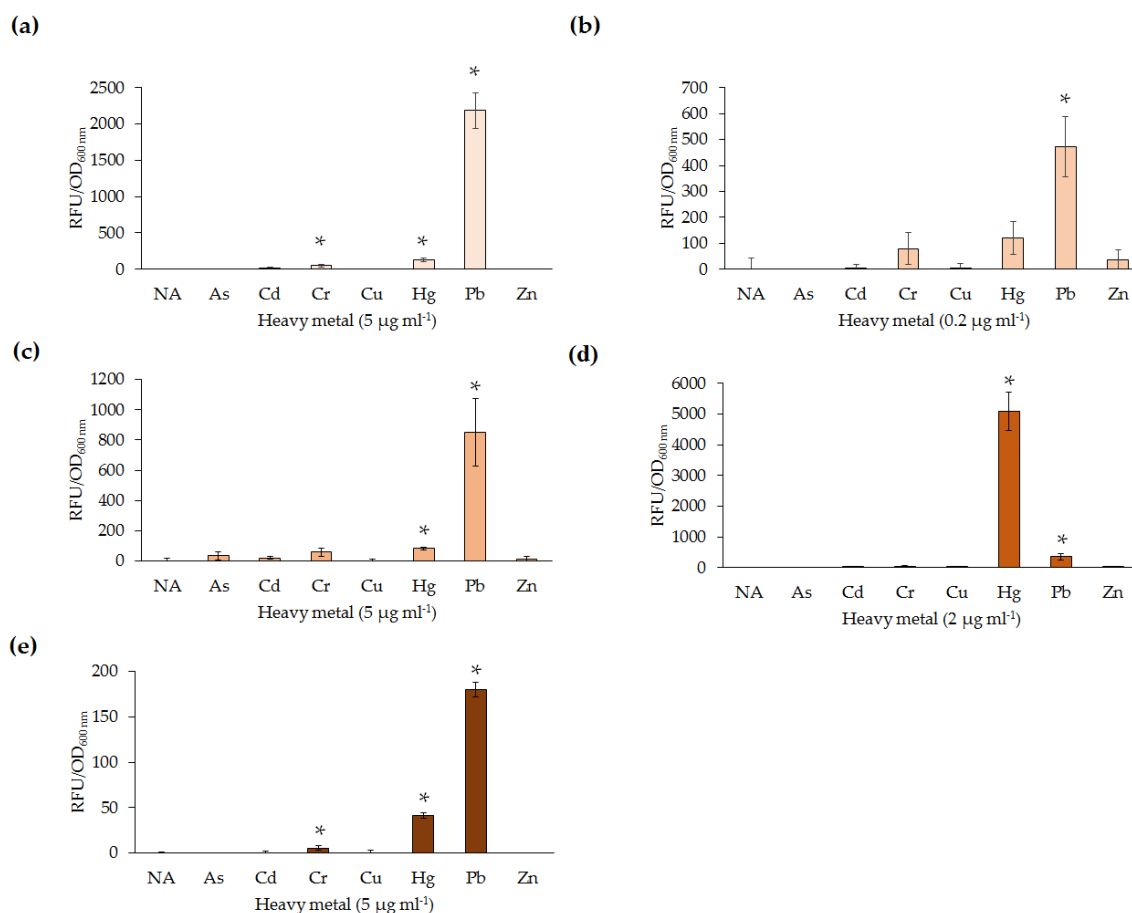 (a)
*
2500
2000
1500
1000
500
0
RFU/OD600 nm
* *
NA As Cd Cr Cu Hg Pb Zn
Heavy metal (5 µg ml-1)
(b)
*
700
600
500
400
300
200
100
0
RFU/OD600 nm
NA As Cd Cr Cu Hg Pb Zn
Heavy metal (0.2 µg ml-1)
(c)
*
1200
1000
800
600
400
200
0
RFU/OD600 nm
*
NA As Cd Cr Cu Hg Pb Zn
Heavy metal (5 µg ml-1)
(d)
*
6000
5000
4000
3000
2000
1000
0
RFU/OD600 nm
*
NA As Cd Cr Cu Hg Pb Zn
Heavy metal (2 µg ml-1)
(e)
*
200
150
100
50
0
RFU/OD600 nm
*
*
NA As Cd Cr Cu Hg Pb Zn
Heavy metal (5 µg ml-1)